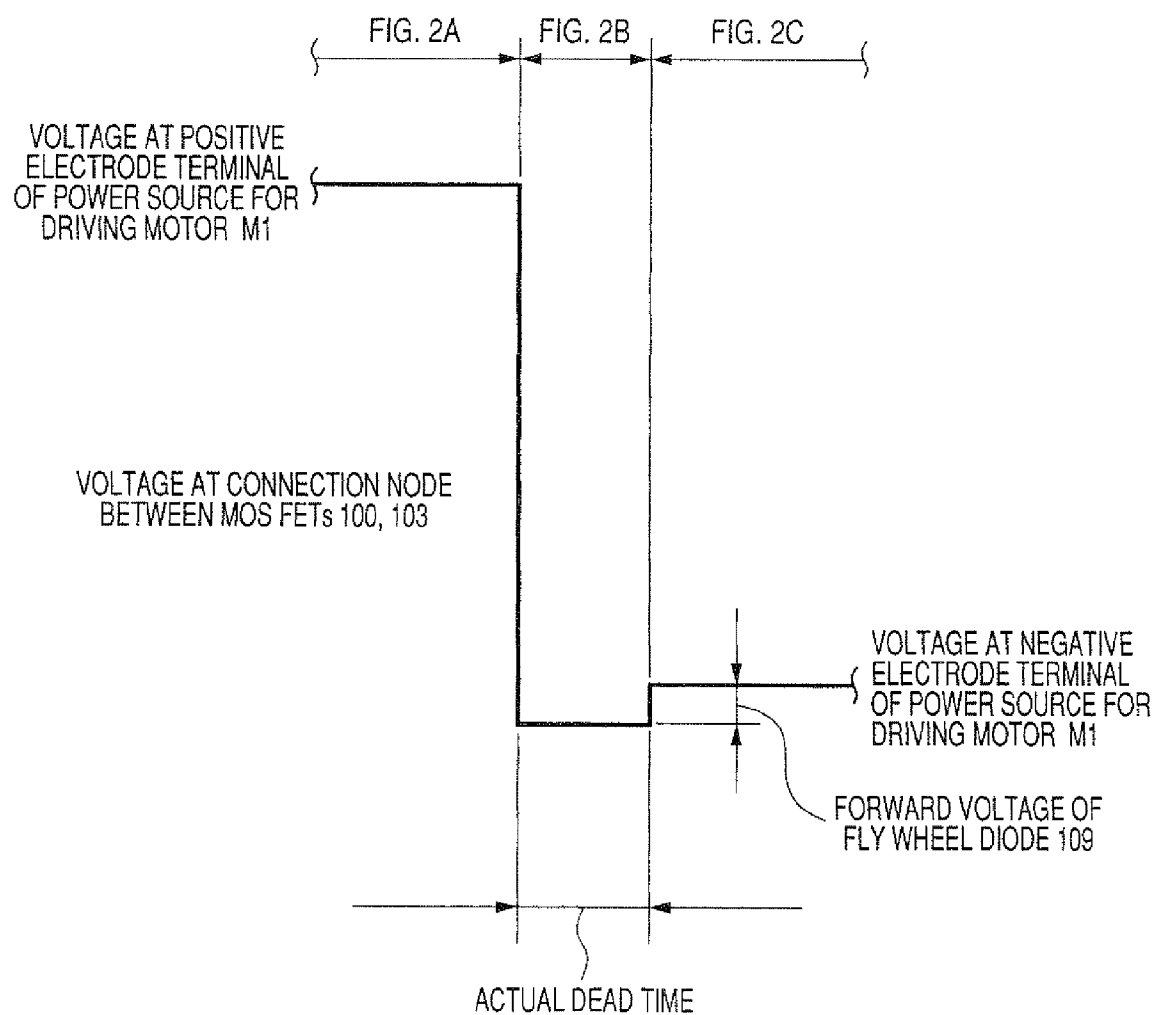 FIG. 2A
FIG. 2B
FIG. 2C
VOLTAGE AT POSITIVE
ELECTRODE TERMINAL
OF POWER SOURCE FOR
DRIVING MOTOR M1
VOLTAGE AT CONNECTION NODE
BETWEEN MOS FETs 100, 103
VOLTAGE AT NEGATIVE
ELECTRODE TERMINAL
OF POWER SOURCE FOR
DRIVING MOTOR M1
FORWARD VOLTAGE OF
FLY WHEEL DIODE 109
ACTUAL DEAD TIME